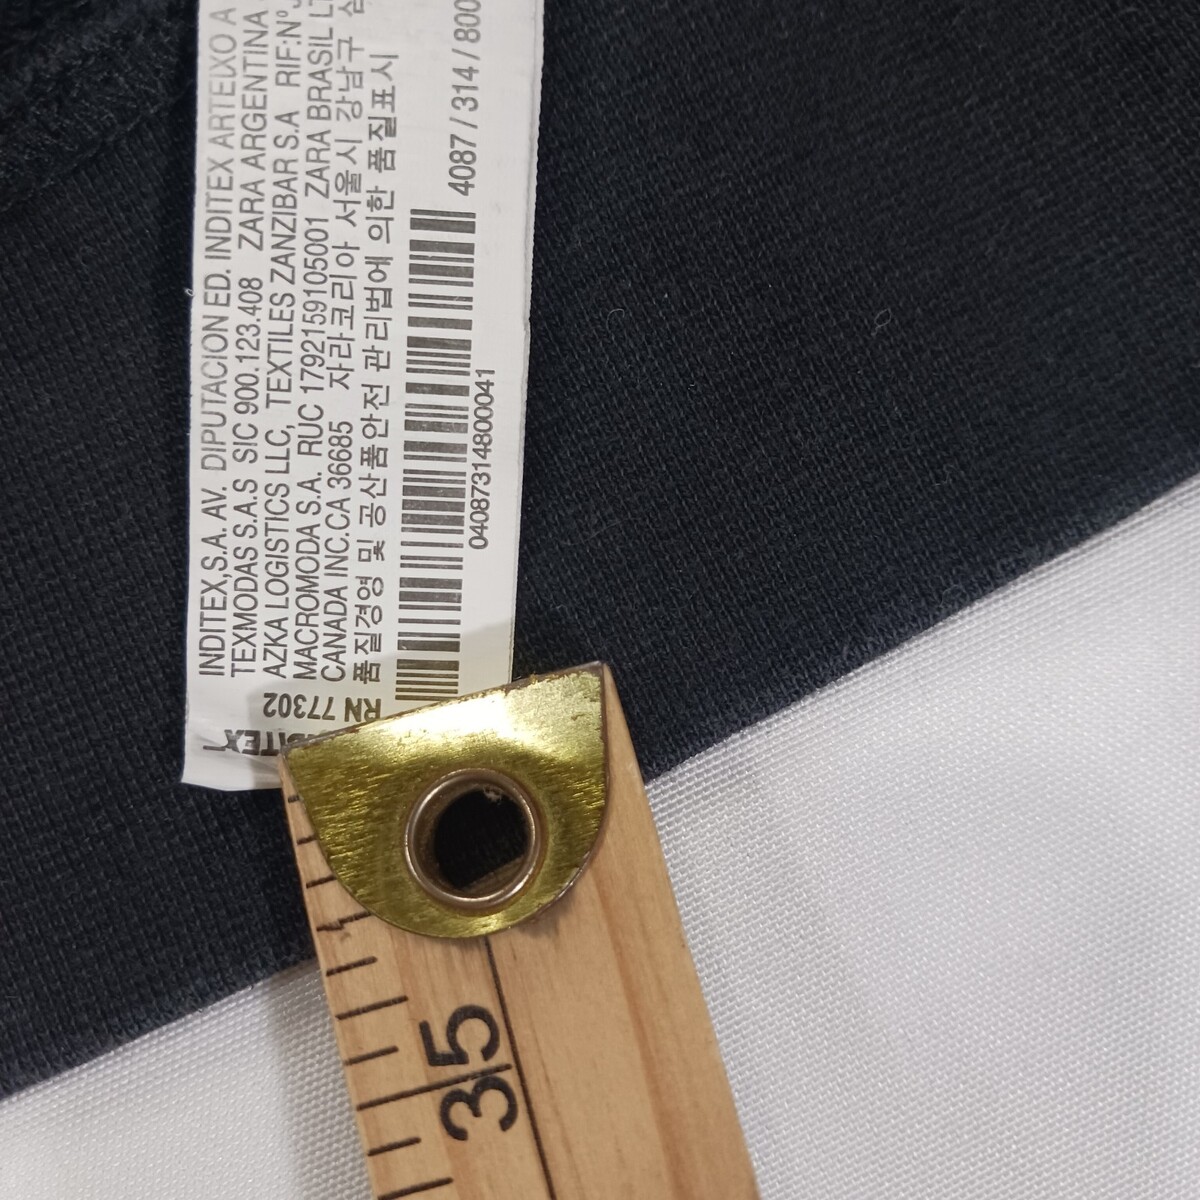 INDITEX,S.A. AV. DIPUTACION ED. INDITEX ARTEIXO A
TEXMODAS S.A.S SIC 900.123.408 ZARA ARGENTINA
AZKA LOGISTICS LLC, TEXTILES ZANZIBAR S.A RIF:Nº
MACROMODA S.A. RUC 1792159105001 ZARA BRASIL
CANADA INC.CA 36685 자라코리아 서울시 강남구
품질경영 및 공산품안전 관리법에 의한 품질표시
4087 / 314 / 800
04087314800041
RN 77302
35